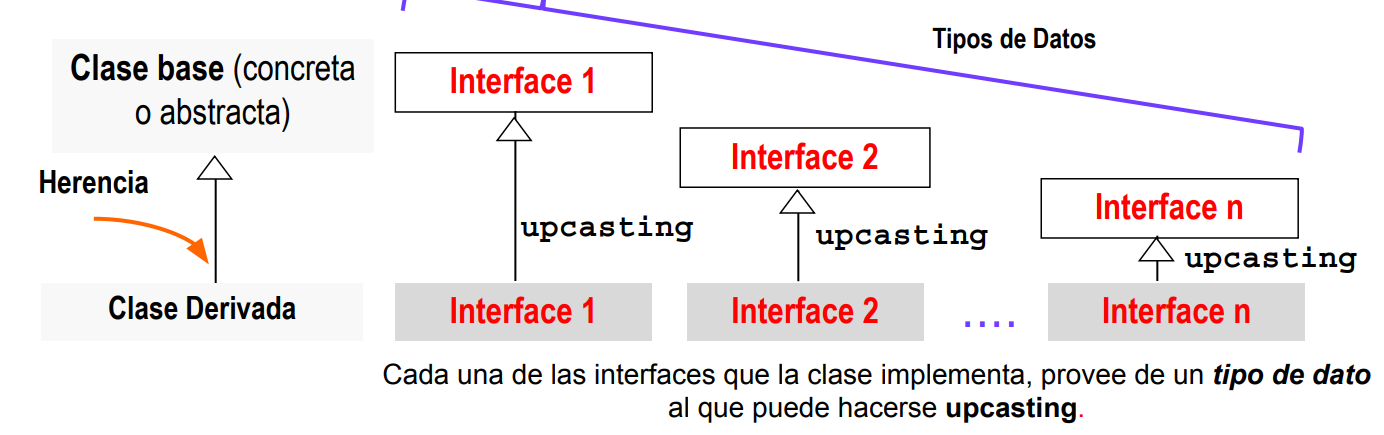 Tipos de Datos
Clase base (concreta
o abstracta)
Interface 1
Interface 2
Interface n
Herencia
upcasting
upcasting
upcasting
Clase Derivada
Interface 1
Interface 2
....
Interface n
Cada una de las interfaces que la clase implementa, provee de un tipo de dato
al que puede hacerse upcasting.